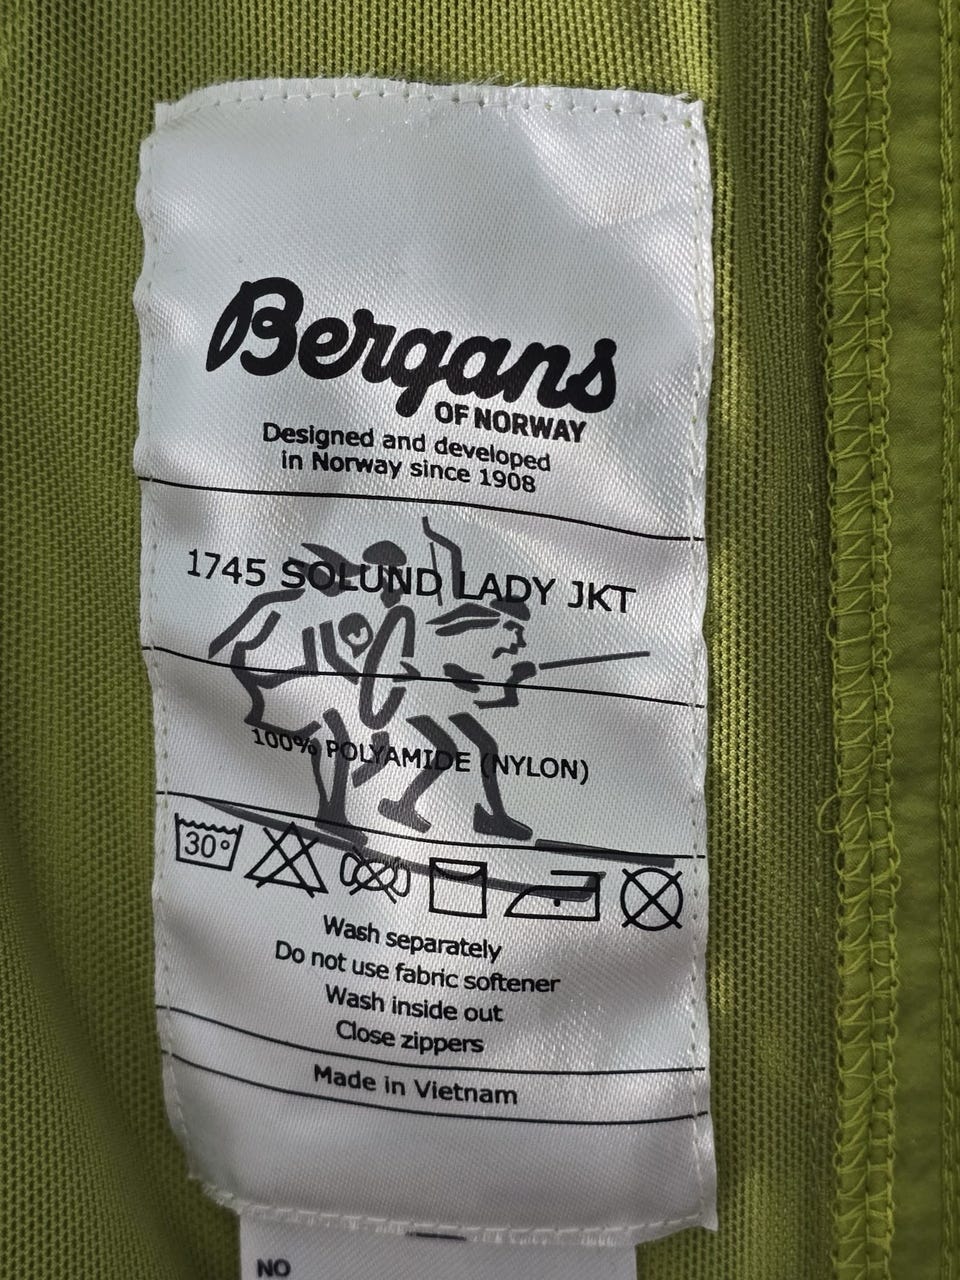 Bergans
OF NORWAY
Designed and developed
in Norway since 1908
1745 SOLUND LADY JKT
100% POLYAMIDE (NYLON)
30°
Wash separately
Do not use fabric softener
Wash inside out
Close zippers
Made in Vietnam
NO